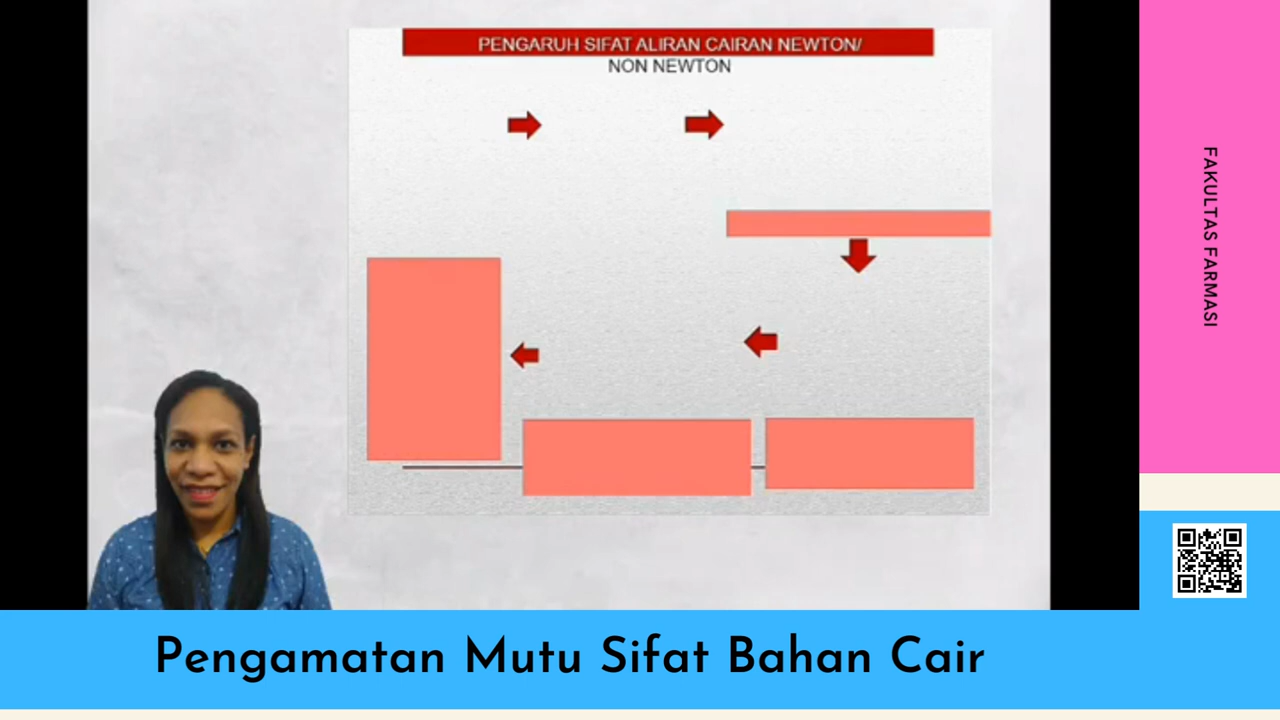 PENGARUH SIFAT ALIRAN CAIRAN NEWTON/
NON NEWTON
FAKULTAS FARMASI
Pengamatan Mutu Sifat Bahan Cair